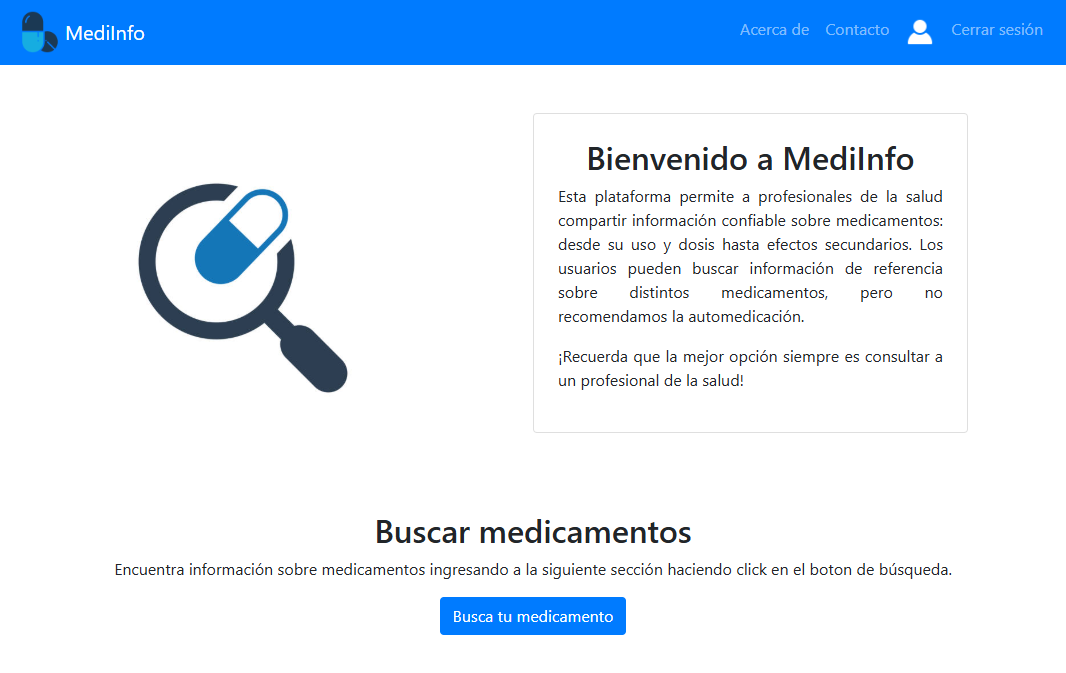 MediInfo
Acerca de
Contacto
Cerrar sesión
Bienvenido a MediInfo
Esta plataforma permite a profesionales de la salud
compartir información confiable sobre medicamentos:
desde su uso y dosis hasta efectos secundarios. Los
usuarios pueden buscar información de referencia
sobre distintos medicamentos, pero no
recomendamos la automedicación.
¡Recuerda que la mejor opción siempre es consultar a
un profesional de la salud!
Buscar medicamentos
Encuentra información sobre medicamentos ingresando a la siguiente sección haciendo click en el boton de búsqueda.
Busca tu medicamento